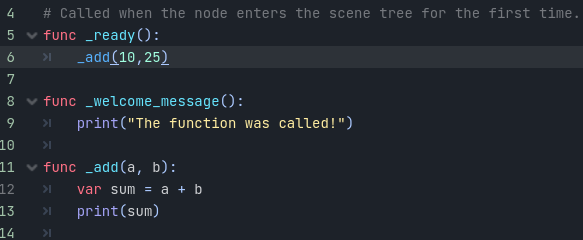 4 # Called when the node enters the scene tree for the first time.
5 func _ready():
6 _add(10,25)
7
8 func _welcome_message():
9 print("The function was called!")
10
11 func _add(a, b):
12 var sum = a + b
13 print(sum)
14